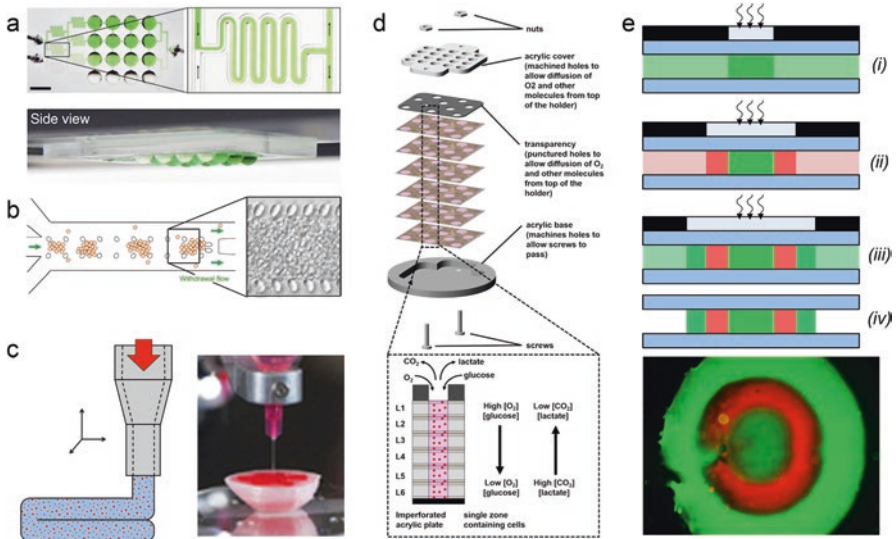 a
Side view
b
Withdrawal flow
c
d
nuts
acrylic cover
(machined holes to
allow diffusion of
O2 and other
molecules from top
of the holder)
transparency
(punctured holes to
allow diffusion of O2
and other molecules
from top of the
holder)
acrylic base
(machines holes to
allow screws to
pass)
screws
CO2 lactate
O2 glucose
L1
L2
L3
L4
L5
L6
High [O2]
[glucose]
Low [CO2]
[lactate]
Low [O2]
[glucose]
High [CO2]
[lactate]
Imperforated
acrylic plate
single zone
containing cells
e
(i)
(ii)
(iii)
(iv)